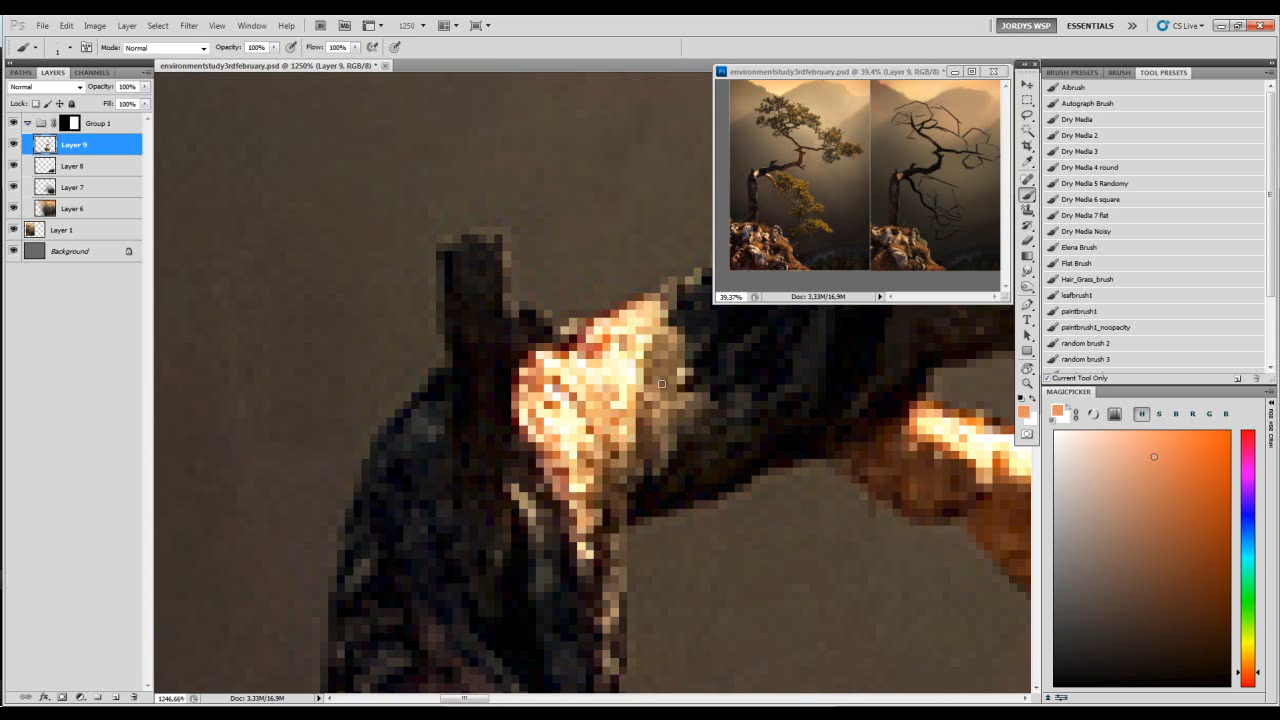 Ps File Edit Image Layer Select Filter View Window Help Br Mb 1250 JORDYS WSP ESSENTIALS CS Live
1 Mode: Normal Opacity: 100% Flow: 100%
PATHS LAYERS CHANNELS
Normal Opacity: 100%
Lock: Fill: 100%
Group 1
Layer 9
Layer 8
Layer 7
Layer 6
Layer 1
Background
environmentstudy3rdfebruary.psd @ 1250% (Layer 9, RGB/8) *
environmentstudy3rdfebruary.psd @ 39,4% (Layer 9, RGB/8) *
39,37% Doc: 3,33M/16,9M
1246,66% Doc: 3,33M/16,9M
BRUSH PRESETS BRUSH TOOL PRESETS
Aibrush
Autograph Brush
Dry Media
Dry Media 2
Dry Media 3
Dry Media 4 round
Dry Media 5 Randomy
Dry Media 6 square
Dry Media 7 flat
Dry Media Noisy
Elena Brush
Flat Brush
Hair_Grass_brush
leafbrush1
paintbrush1
paintbrush1_noopacity
random brush 2
random brush 3
Current Tool Only
MAGICPICKER
H S B R G B